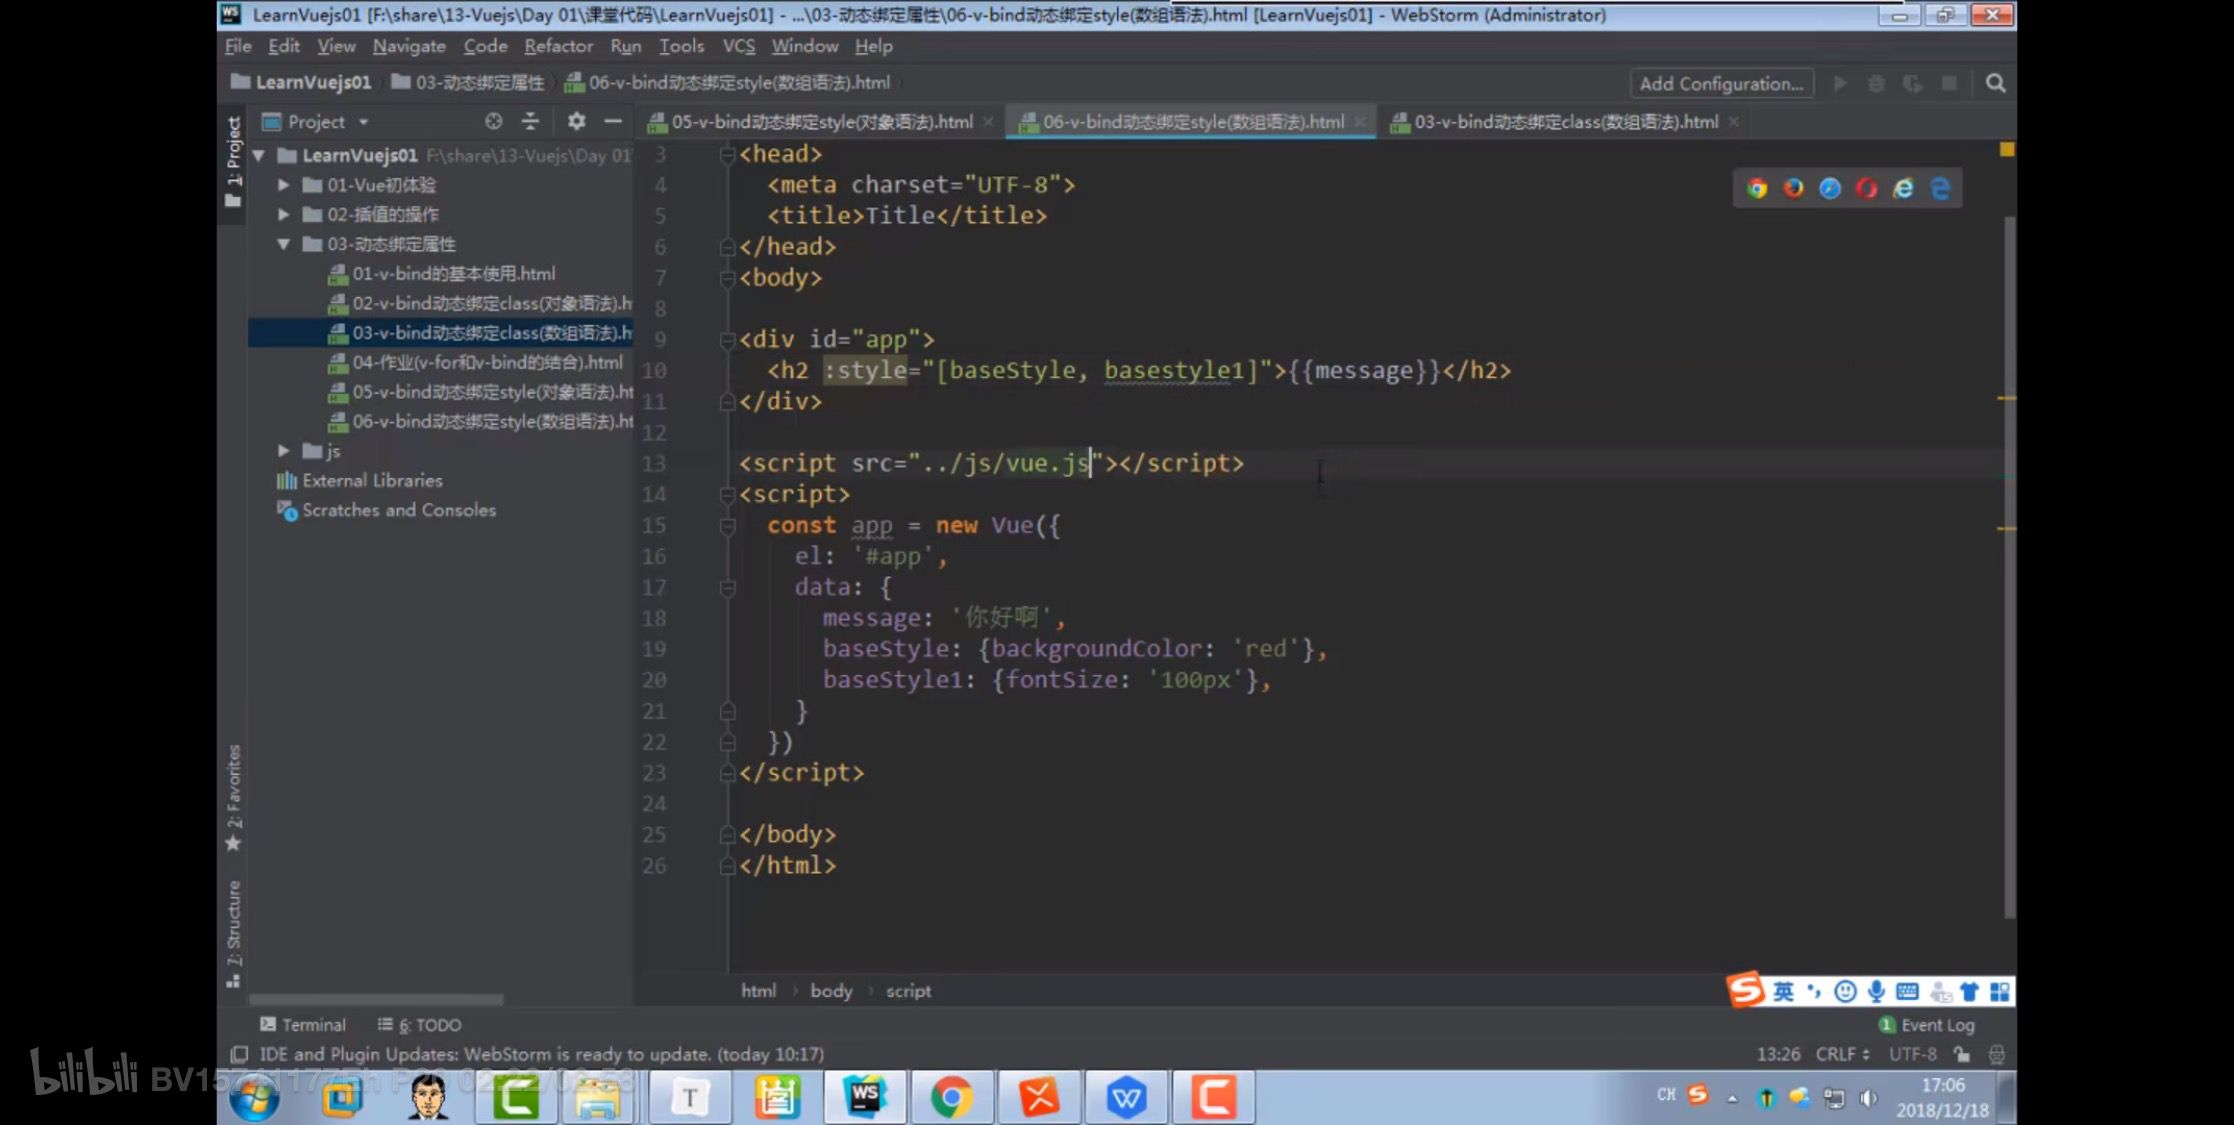 LearnVuejs01 [F:\share\13-Vuejs\Day 01\课堂代码\LearnVuejs01] - ...\03-动态绑定属性\06-v-bind动态绑定style(数组语法).html [LearnVuejs01] - WebStorm (Administrator)
File Edit View Navigate Code Refactor Run Tools VCS Window Help
LearnVuejs01 03-动态绑定属性 06-v-bind动态绑定style(数组语法).html Add Configuration...
Project 05-v-bind动态绑定style(对象语法).html 06-v-bind动态绑定style(数组语法).html 03-v-bind动态绑定class(数组语法).html
1: Project
LearnVuejs01 F:\share\13-Vuejs\Day 01
01-Vue初体验
02-插值的操作
03-动态绑定属性
01-v-bind的基本使用.html
02-v-bind动态绑定class(对象语法).h
03-v-bind动态绑定class(数组语法).h
04-作业(v-for和v-bind的结合).html
05-v-bind动态绑定style(对象语法).ht
06-v-bind动态绑定style(数组语法).ht
js
External Libraries
Scratches and Consoles
2: Favorites
7: Structure
3 <head>
4 <meta charset="UTF-8">
5 <title>Title</title>
6 </head>
7 <body>
8
9 <div id="app">
10 <h2 :style="[baseStyle, basestyle1]">{{message}}</h2>
11 </div>
12
13 <script src="../js/vue.js"></script>
14 <script>
15 const app = new Vue({
16 el: '#app',
17 data: {
18 message: '你好啊',
19 baseStyle: {backgroundColor: 'red'},
20 baseStyle1: {fontSize: '100px'},
21 }
22 })
23 </script>
24
25 </body>
26 </html>
html body script
英
Terminal 6: TODO 1 Event Log
IDE and Plugin Updates: WebStorm is ready to update. (today 10:17) 13:26 CRLF UTF-8
bilibili
T WS CH 17:06
2018/12/18